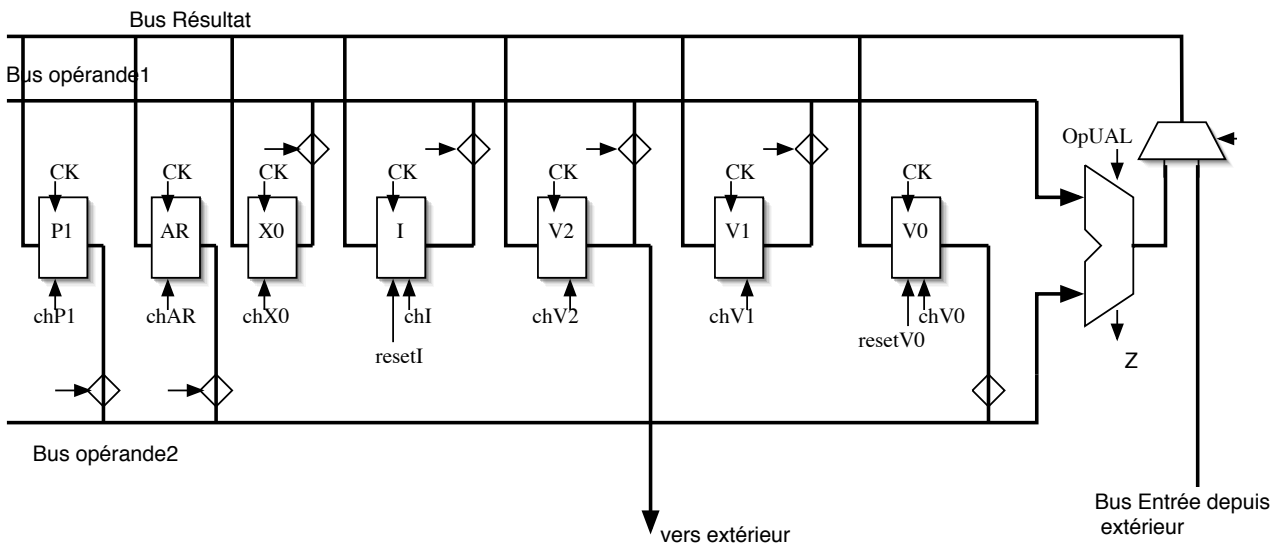 Bus Résultat
Bus opérande1
OpUAL
CK CK CK CK CK CK CK
P1 AR X0 I V2 V1 V0
chP1 chAR chX0 chI chV2 chV1 chV0
resetI resetV0
Z
Bus opérande2
Bus Entrée depuis
extérieur
vers extérieur